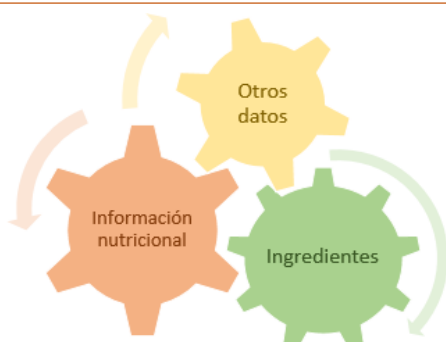 Otros
datos
Información
nutricional
Ingredientes